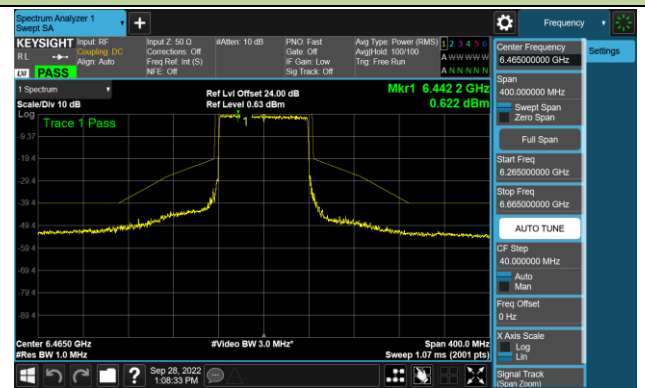 Spectrum Analyzer 1
Swept SA
+
Frequency
KEYSIGHT
RL
LXI PASS
Input: RF
Coupling: DC
Align: Auto
Input Z: 50 Ω
Corrections: Off
Freq Ref: Int (S)
NFE: Off
#Atten: 10 dB
PNO: Fast
Gate: Off
IF Gain: Low
Sig Track: Off
Avg Type: Power (RMS)
Avg|Hold: 100/100
Trig: Free Run
1 2 3 4 5 6
A W W W W W
A N N N N N
1 Spectrum
Scale/Div 10 dB
Ref Lvl Offset 24.00 dB
Ref Level 0.63 dBm
Mkr1 6.442 2 GHz
0.622 dBm
Log
Trace 1 Pass
1
-9.37
-19.4
-29.4
-39.4
-49.4
-59.4
-69.4
-79.4
-89.4
Center 6.4650 GHz
#Res BW 1.0 MHz
#Video BW 3.0 MHz*
Span 400.0 MHz
Sweep 1.07 ms (2001 pts)
Center Frequency
6.465000000 GHz
Settings
Span
400.000000 MHz
Swept Span
Zero Span
Full Span
Start Freq
6.265000000 GHz
Stop Freq
6.665000000 GHz
AUTO TUNE
CF Step
40.000000 MHz
Auto
Man
Freq Offset
0 Hz
X Axis Scale
Log
Lin
Signal Track
(Span Zoom)
?
Sep 28, 2022
1:08:33 PM